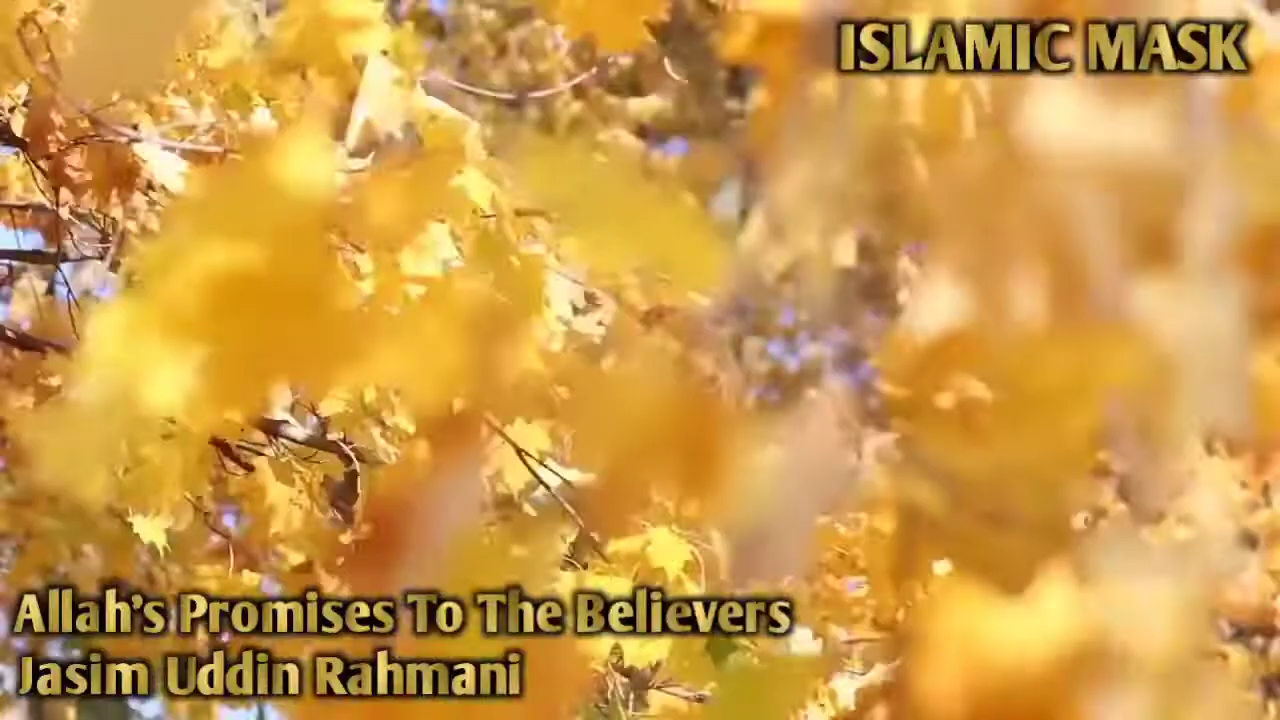 ISLAMIC MASK
Allah's Promises To The Believers
Jasim Uddin Rahmani